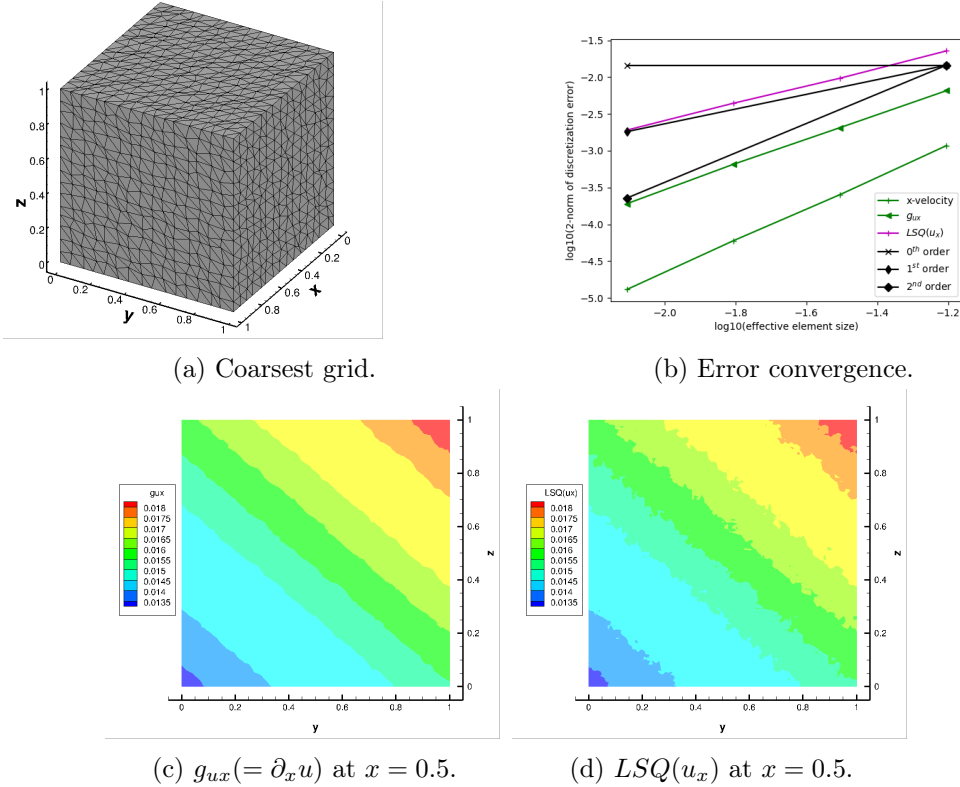 z
1
0.8
0.6
0.4
0.2
0
0
0.2
0.4
0.6
0.8
1
y
0
0.2
0.4
0.6
0.8
1
x
(a) Coarsest grid.
log10(2-norm of discretization error)
−1.5
−2.0
−2.5
−3.0
−3.5
−4.0
−4.5
−5.0
x-velocity
g_{ux}
LSQ(u_x)
0^{th} order
1^{st} order
2^{nd} order
−2.0 −1.8 −1.6 −1.4 −1.2
log10(effective element size)
(b) Error convergence.
gux
0.018
0.0175
0.017
0.0165
0.016
0.0155
0.015
0.0145
0.014
0.0135
1
0.8
0.6
0.4
0.2
0
z
0 0.2 0.4 0.6 0.8 1
y
(c) g_{ux}(= ∂_x u) at x = 0.5.
LSQ(ux)
0.018
0.0175
0.017
0.0165
0.016
0.0155
0.015
0.0145
0.014
0.0135
1
0.8
0.6
0.4
0.2
0
z
0 0.2 0.4 0.6 0.8 1
y
(d) LSQ(u_x) at x = 0.5.